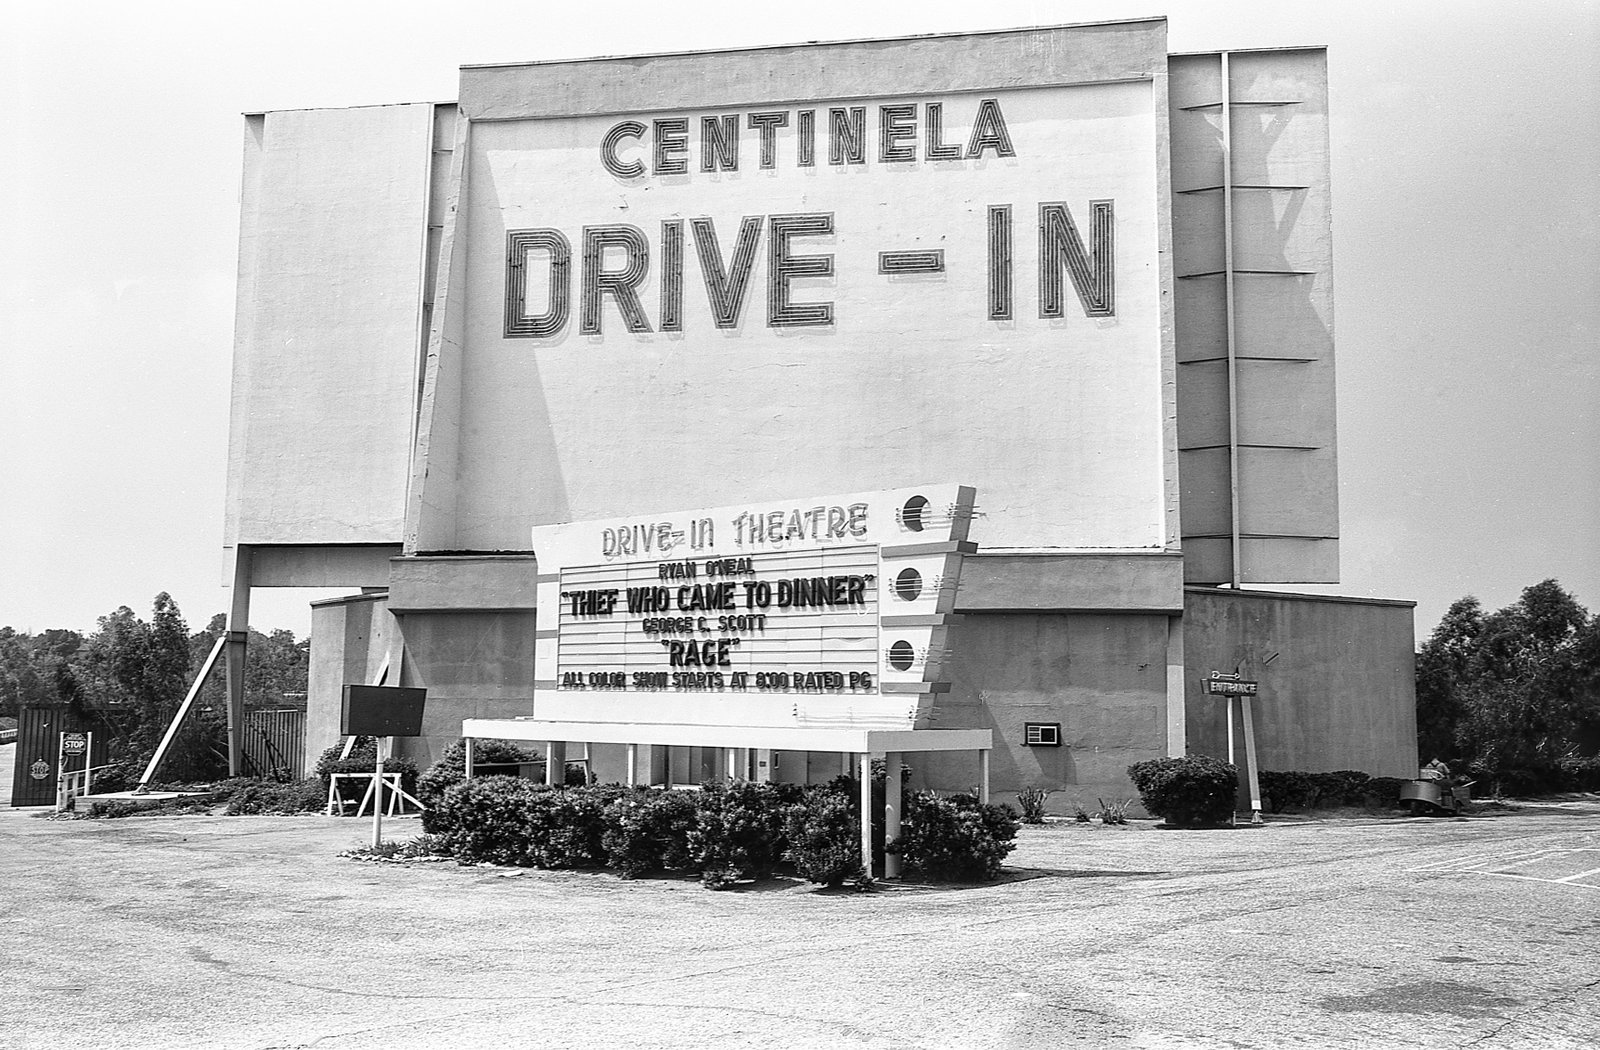 CENTINELA
DRIVE-IN
DRIVE-IN THEATRE
RYAN O'NEAL
"THIEF WHO CAME TO DINNER"
GEORGE C. SCOTT
"RAGE"
ALL COLOR SHOW STARTS AT 8:00 RATED PG
ENTRANCE
STOP